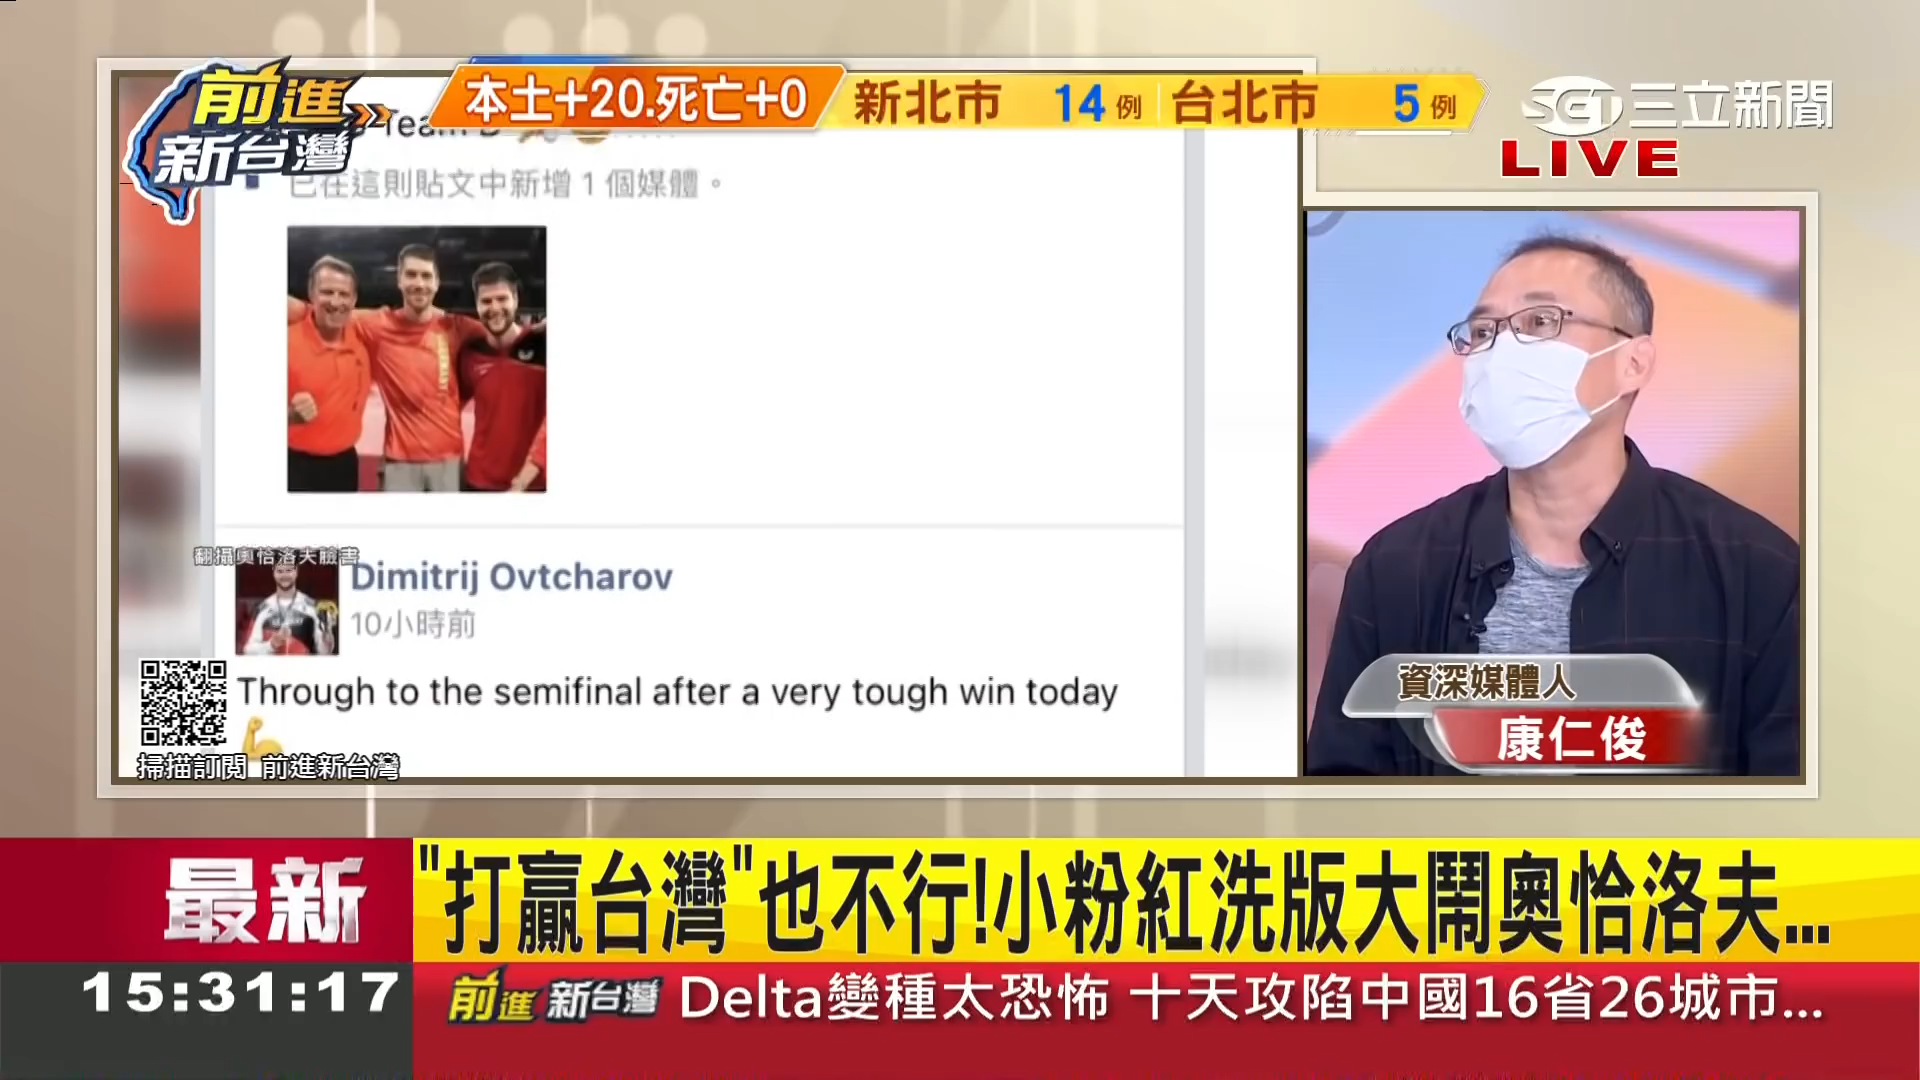 前進
新台灣
本土+20.死亡+0
新北市 14例
台北市 5例
SET三立新聞
LIVE
Team D
已在這則貼文中新增 1 個媒體。
翻攝奧恰洛夫臉書
Dimitrij Ovtcharov
10小時前
Through to the semifinal after a very tough win today
掃描訂閱 前進新台灣
資深媒體人
康仁俊
最新
"打贏台灣"也不行!小粉紅洗版大鬧奧恰洛夫...
15:31:17
前進新台灣 Delta變種太恐怖 十天攻陷中國16省26城市...